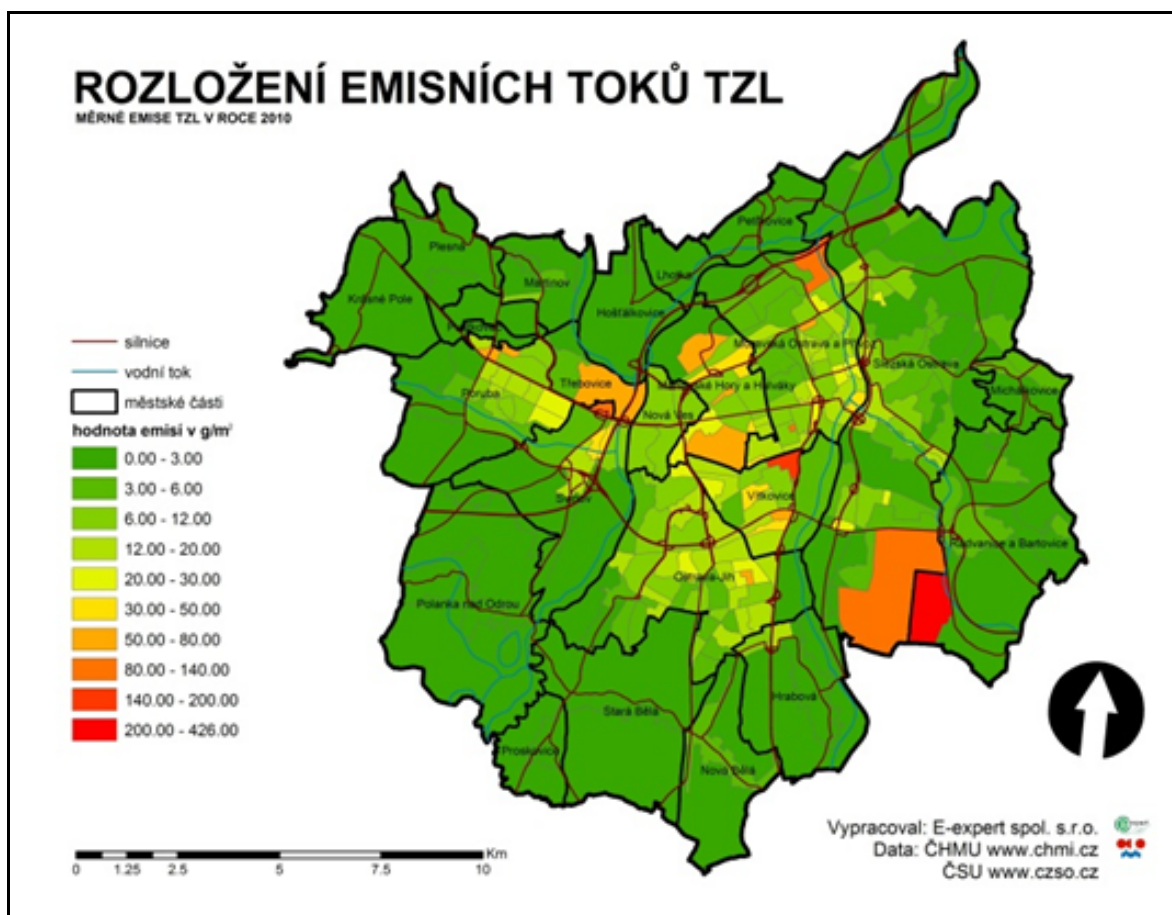 ROZLOŽENÍ EMISNÍCH TOKŮ TZL
MĚRNÉ EMISE TZL V ROCE 2010
Petřkovice
Plesná
Lhotka
Martinov
Krásné Pole
Hošťálkovice
silnice
Moravská Ostrava a Přívoz
vodní tok
Slezská Ostrava
Třebovice
Mariánské Hory a Hulváky
Michálkovice
městské části
Poruba
Nová Ves
hodnota emisí v g/m²
0.00 - 3.00
3.00 - 6.00
Svinov
Vítkovice
6.00 - 12.00
12.00 - 20.00
Radvanice a Bartovice
20.00 - 30.00
Ostrava-Jih
Polanka nad Odrou
30.00 - 50.00
50.00 - 80.00
80.00 - 140.00
Hrabová
140.00 - 200.00
Stará Bělá
200.00 - 426.00
Proskovice
Nová Bělá
Vypracoval: E-expert spol. s.r.o.
Data: ČHMU www.chmi.cz
ČSU www.czso.cz
Km
0 1.25 2.5 5 7.5 10